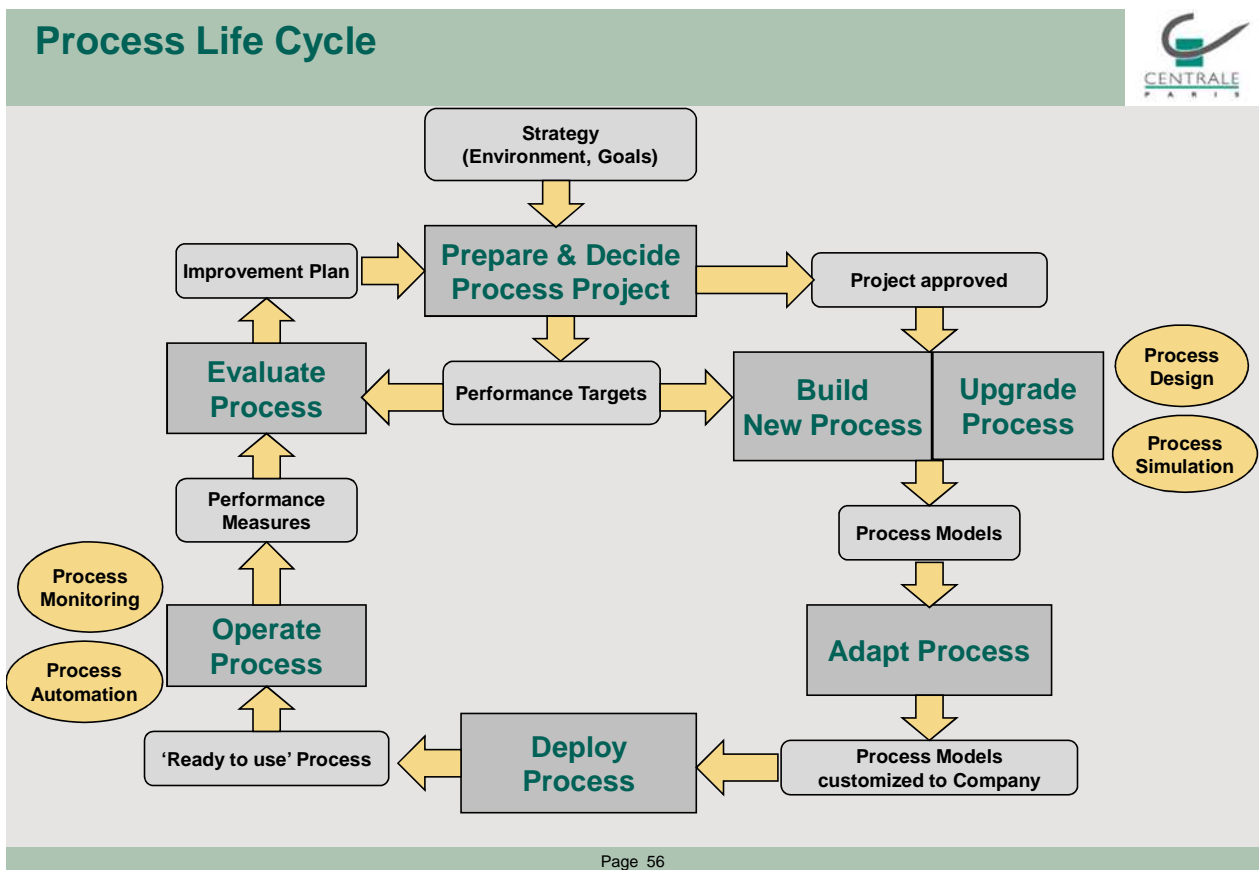 Process Life Cycle
CENTRALE
PARIS
Strategy
(Environment, Goals)
Improvement Plan
Prepare & Decide
Process Project
Project approved
Evaluate
Process
Performance Targets
Build
New Process
Upgrade
Process
Process
Design
Process
Simulation
Performance
Measures
Process Models
Process
Monitoring
Operate
Process
Adapt Process
Process
Automation
‘Ready to use’ Process
Deploy
Process
Process Models
customized to Company
Page 56